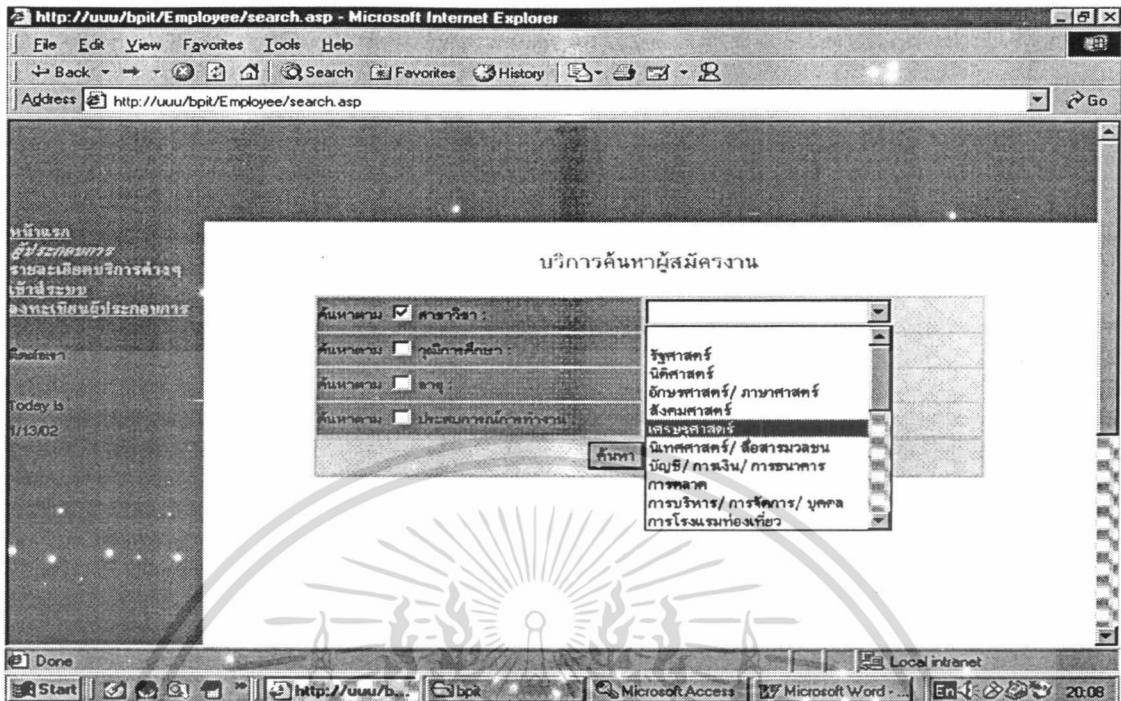 http://uuu/bpit/Employee/search.asp - Microsoft Internet Explorer
File Edit View Favorites Tools Help
Back Search Favorites History
Address http://uuu/bpit/Employee/search.asp Go
หน้าแรก
ผู้ประกอบการ
รายละเอียดบริการต่างๆ
เข้าสู่ระบบ
ลงทะเบียนผู้ประกอบการ
ติดต่อเรา
Today is
1/13/02
บริการค้นหาผู้สมัครงาน
ค้นหาตาม สาขาวิชา :
ค้นหาตาม วุฒิการศึกษา :
ค้นหาตาม อายุ :
ค้นหาตาม ประสบการณ์การทำงาน :
ค้นหา
รัฐศาสตร์
นิติศาสตร์
อักษรศาสตร์/ ภาษาศาสตร์
สังคมศาสตร์
เศรษฐศาสตร์
นิเทศศาสตร์/ สื่อสารมวลชน
บัญชี/ การเงิน/ การธนาคาร
การตลาด
การบริหาร/ การจัดการ/ บุคคล
การโรงแรมท่องเที่ยว
Done Local intranet
Start http://uuu/b... bpit Microsoft Access Microsoft Word - ... En 20:08